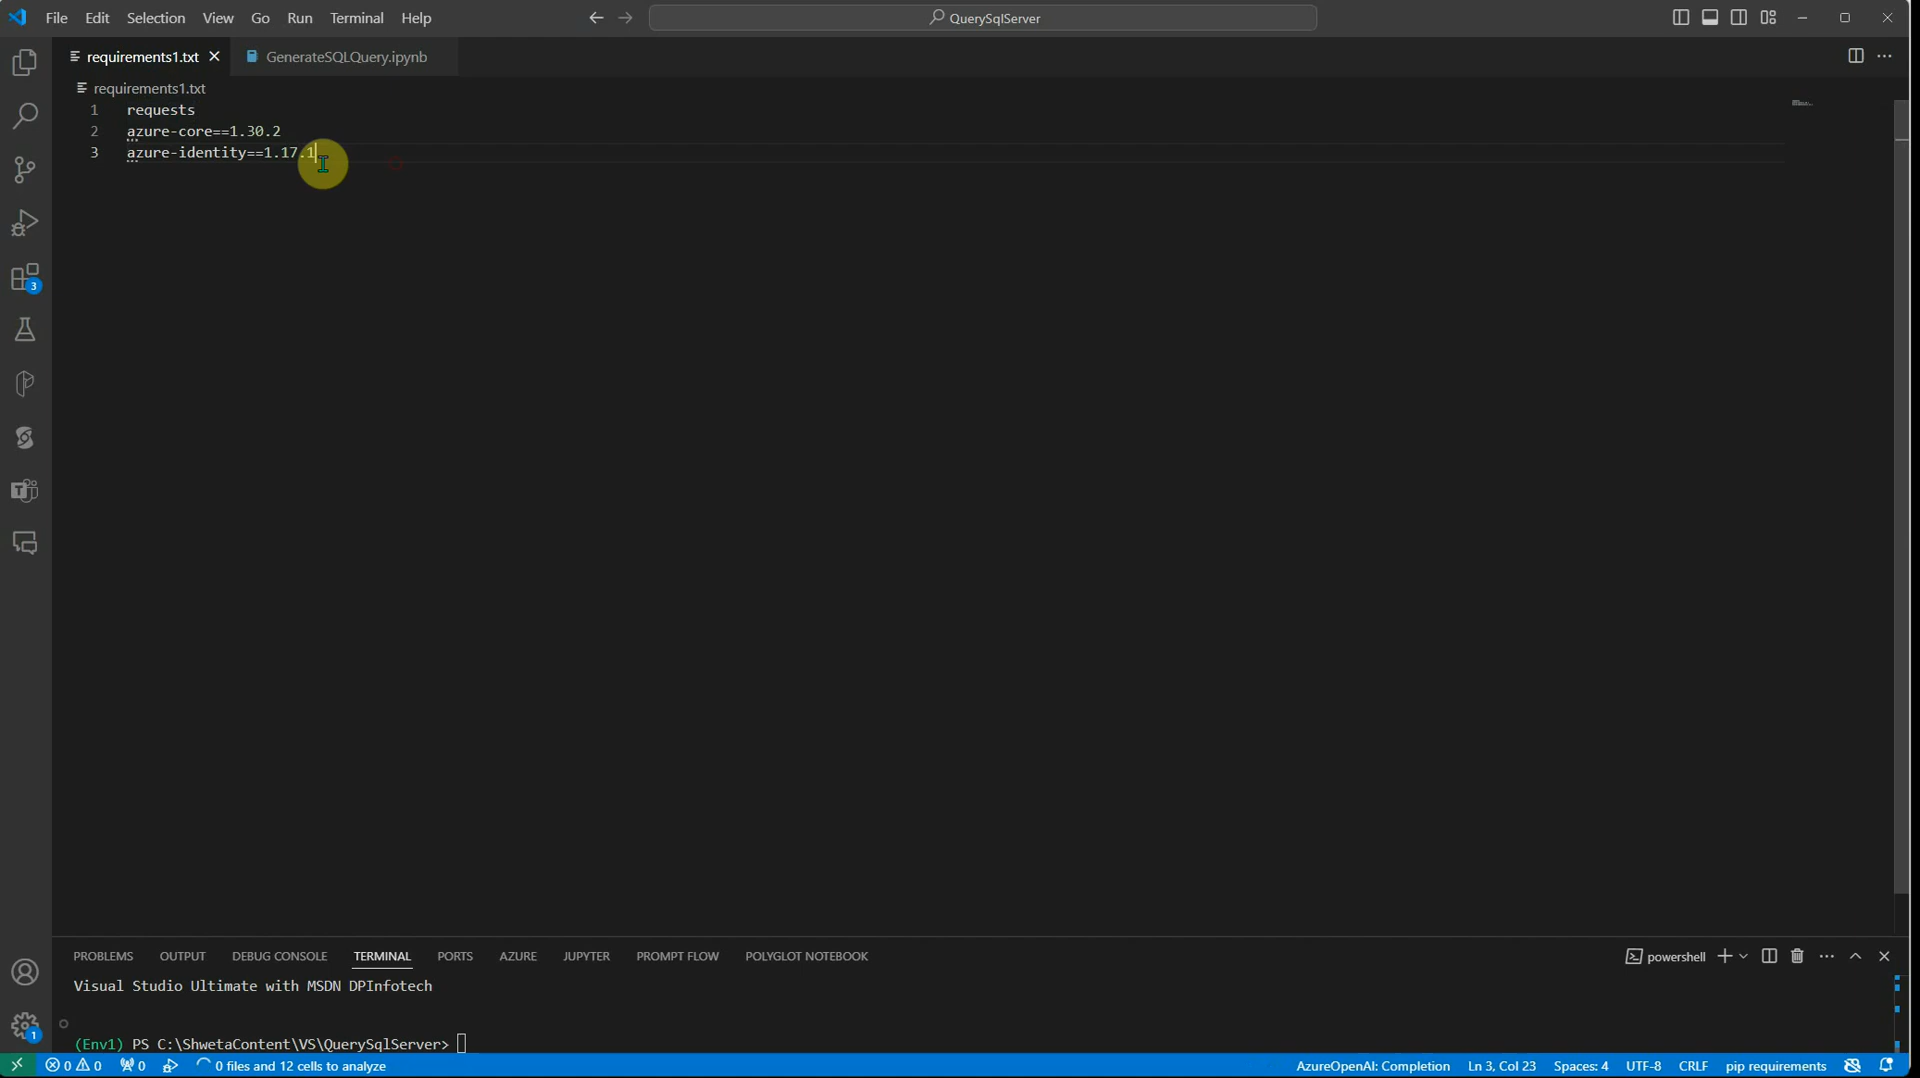 File Edit Selection View Go Run Terminal Help
QuerySqlServer
requirements1.txt
GenerateSQLQuery.ipynb
requirements1.txt
1 requests
2 azure-core==1.30.2
3 azure-identity==1.17.1
3
PROBLEMS OUTPUT DEBUG CONSOLE TERMINAL PORTS AZURE JUPYTER PROMPT FLOW POLYGLOT NOTEBOOK
powershell
Visual Studio Ultimate with MSDN DPInfotech
(Env1) PS C:\ShwetaContent\VS\QuerySqlServer>
1
0 0 0 0 files and 12 cells to analyze AzureOpenAI: Completion Ln 3, Col 23 Spaces: 4 UTF-8 CRLF pip requirements